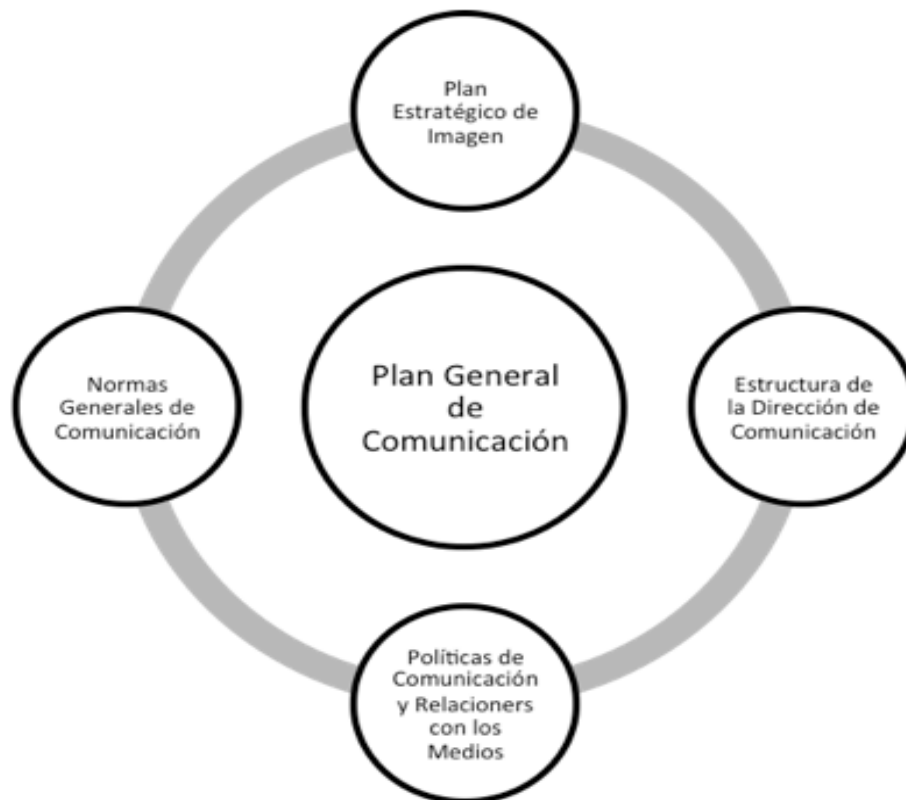 Plan
Estratégico de
Imagen
Normas
Generales de
Comunicación
Plan General
de
Comunicación
Estructura de
la Dirección de
Comunicación
Políticas de
Comunicación
y Relacioners
con los
Medios